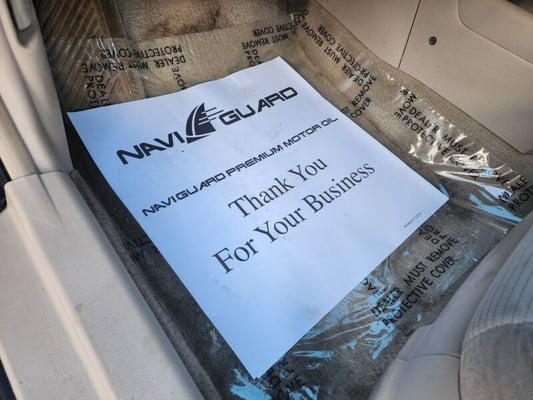 DEALER MUST REMOVE
PROTECTIVE COVER
MUST REMOVE
PROTECTIVE COVER
NAVIGUARD
NAVIGUARD PREMIUM MOTOR OIL
Thank You
For Your Business
DEALER MUST REMOVE
PROTECTIVE COVER
DEALER MUST REMOVE
PROTECTIVE COVER.